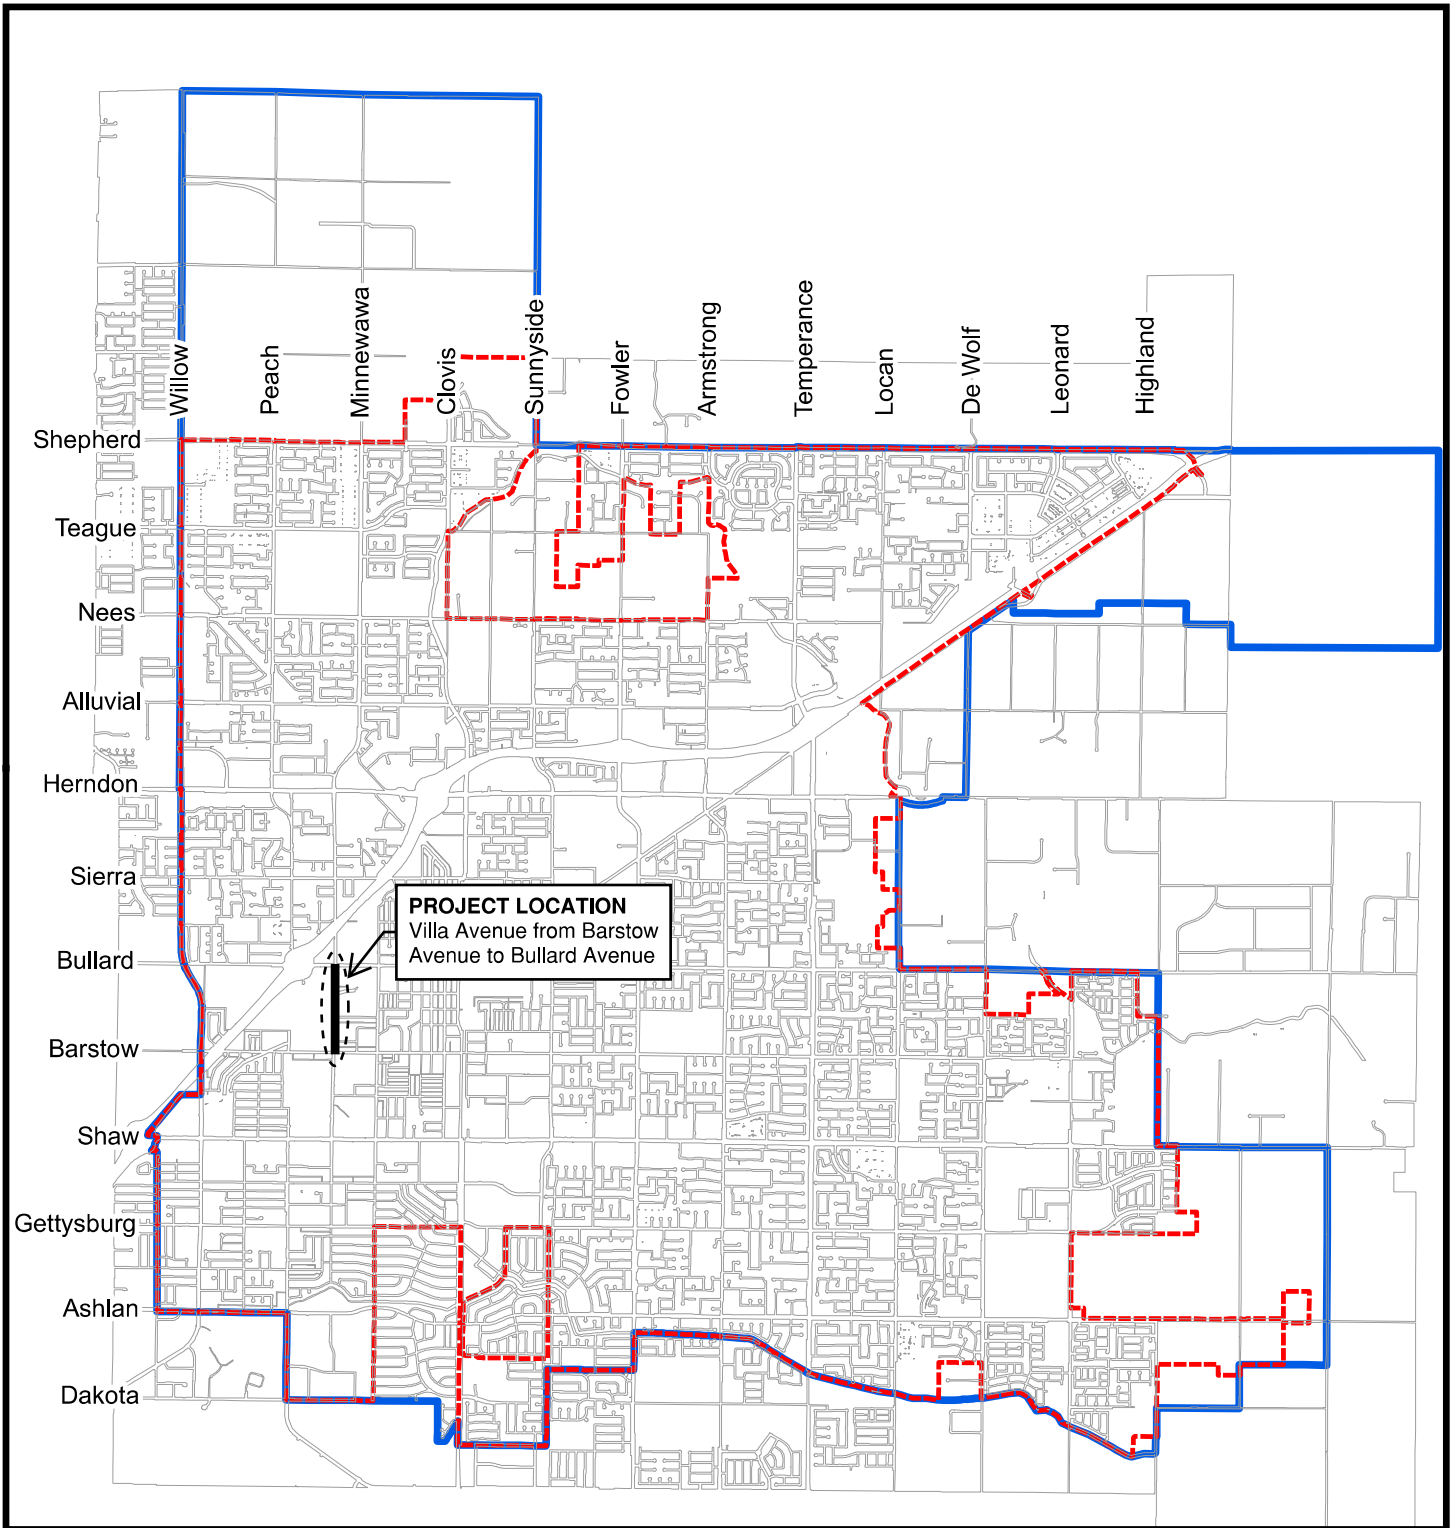 Willow
Peach
Minnewawa
Clovis
Sunnyside
Fowler
Armstrong
Temperance
Locan
De Wolf
Leonard
Highland
Shepherd
Teague
Nees
Alluvial
Herndon
Sierra
PROJECT LOCATION
Villa Avenue from Barstow
Avenue to Bullard Avenue
Bullard
Barstow
Shaw
Gettysburg
Ashlan
Dakota